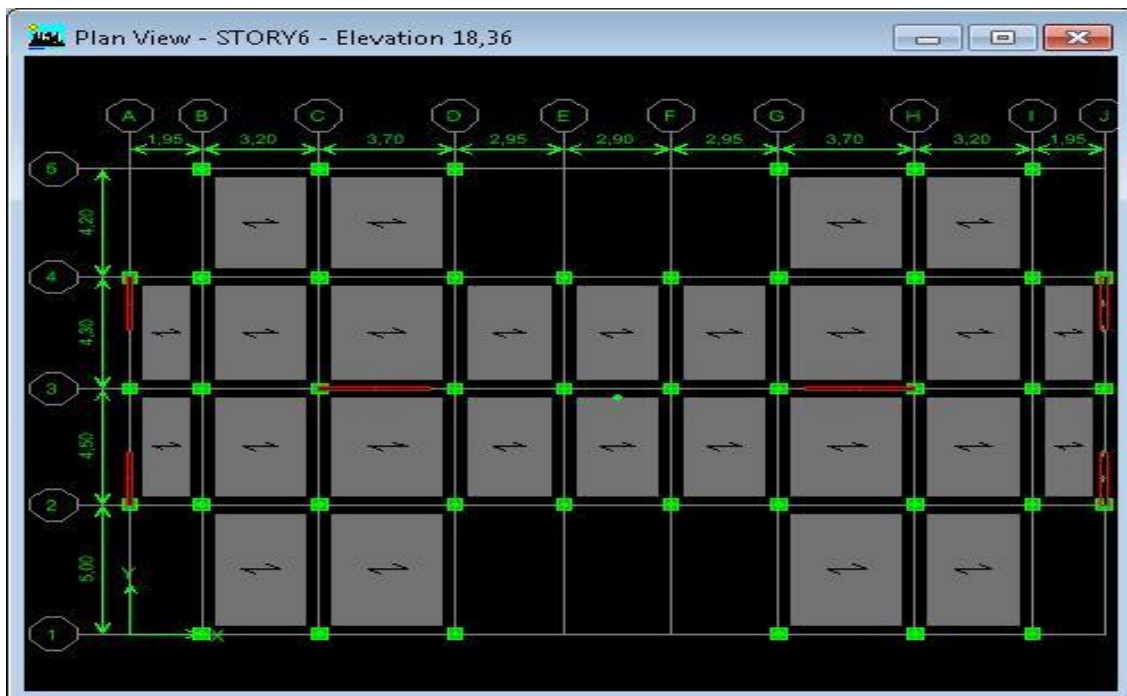 Plan View - STORY6 - Elevation 18,36
A B C D E F G H I J
1,95 3,20 3,70 2,95 2,90 2,95 3,70 3,20 1,95
5
4,20
4
4,30
3
4,50
2
5,00
Y
1
X